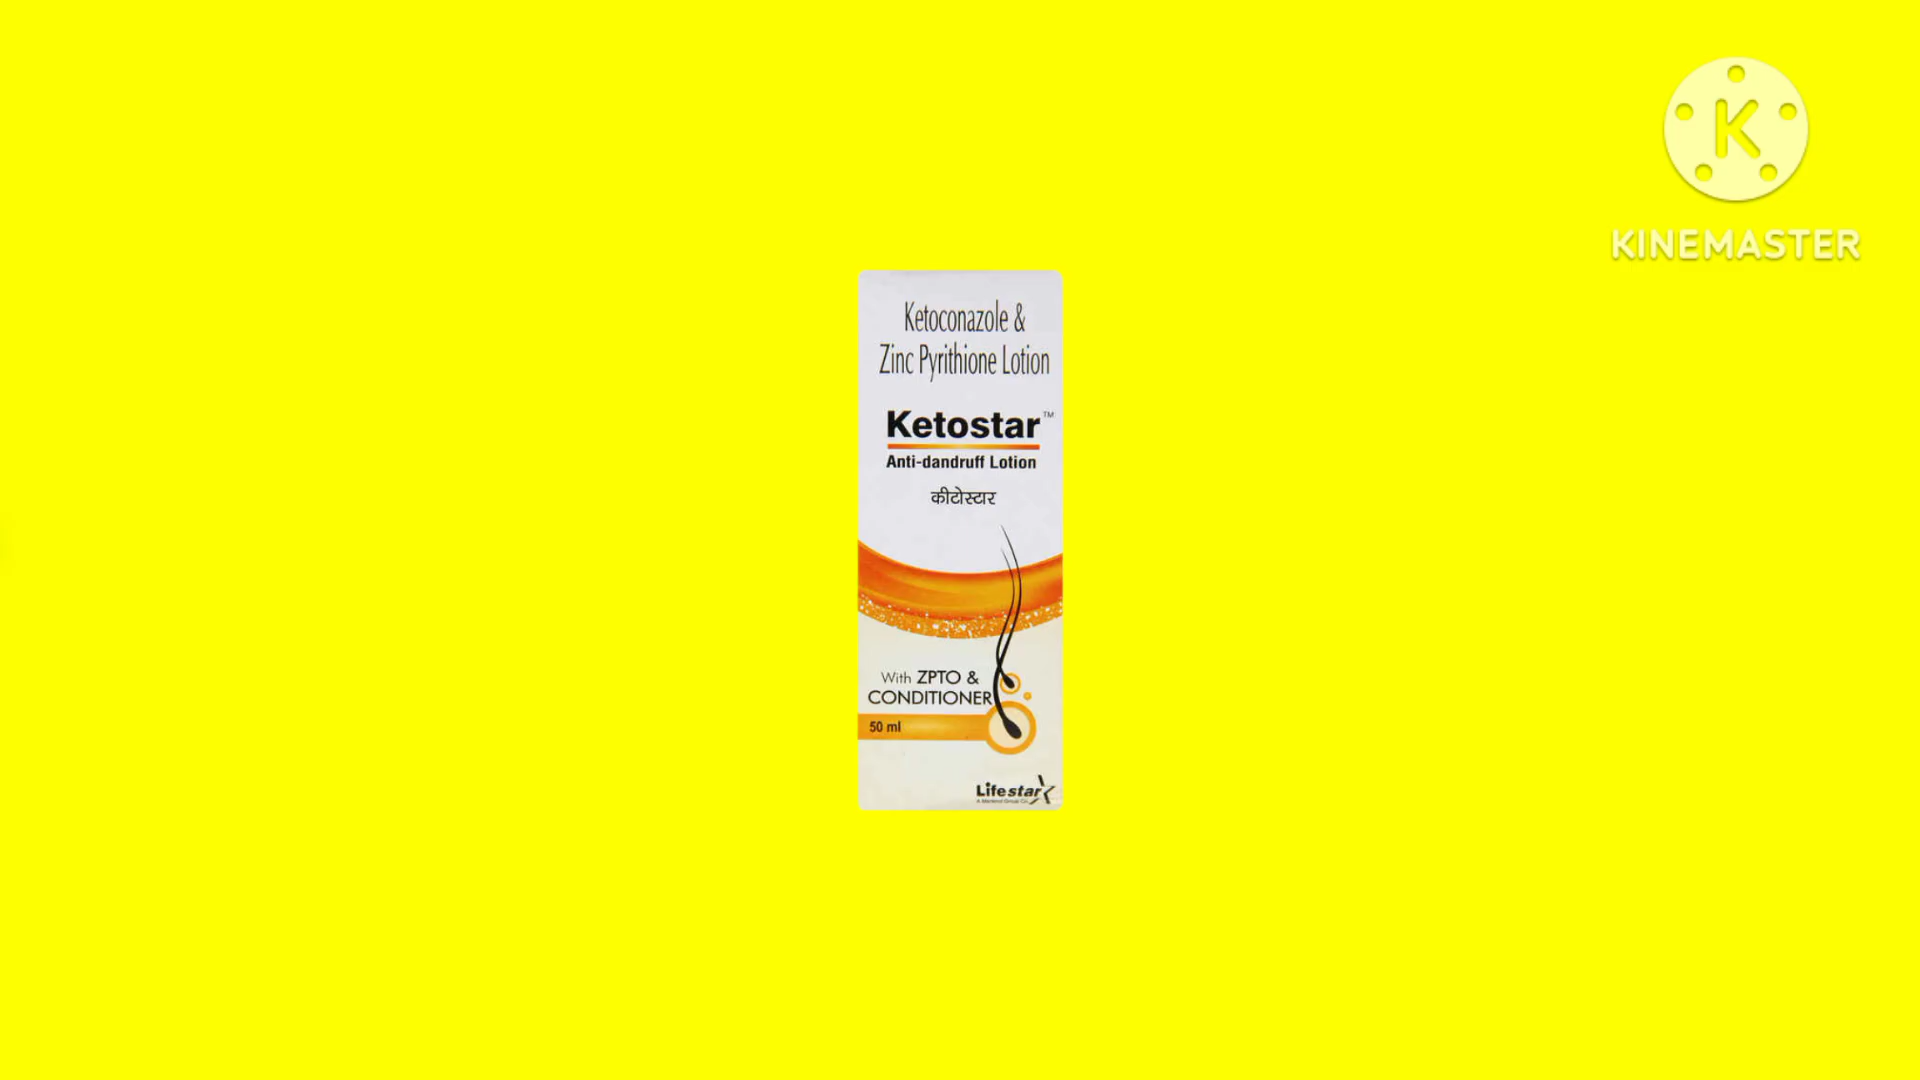 K
KINEMASTER
Ketoconazole &
Zinc Pyrithione Lotion
Ketostar™
Anti-dandruff Lotion
कीटोस्टार
With ZPTO &
CONDITIONER
50 ml
Lifestar